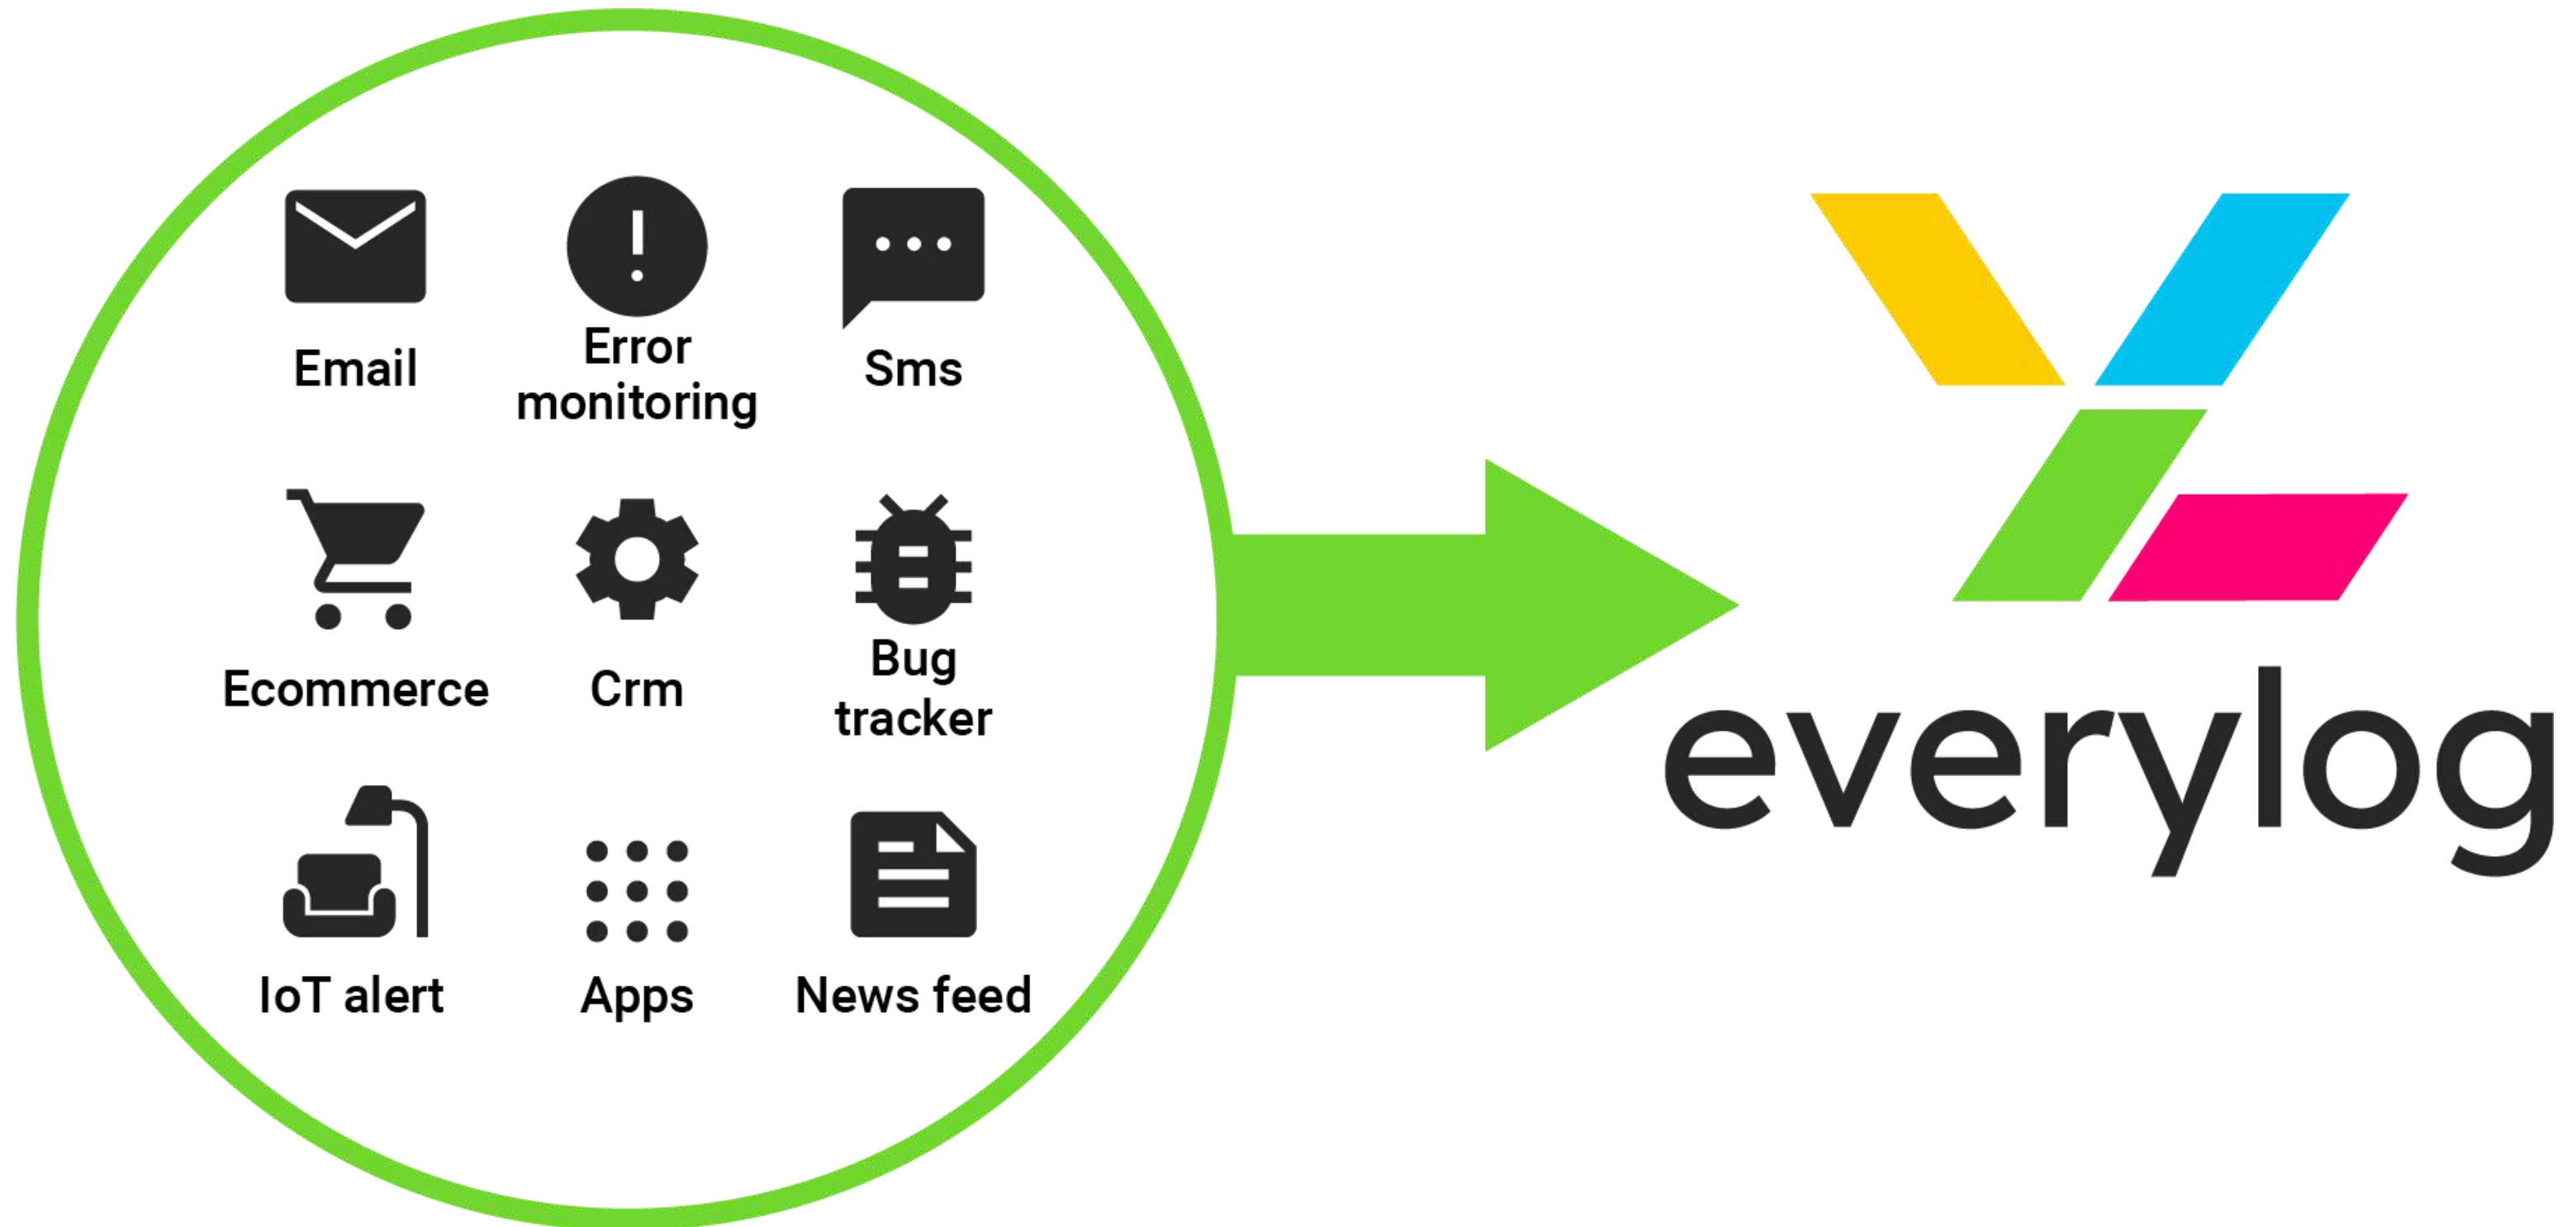 Email
Error
monitoring
Sms
Ecommerce
Crm
Bug
tracker
IoT alert
Apps
News feed
everylog